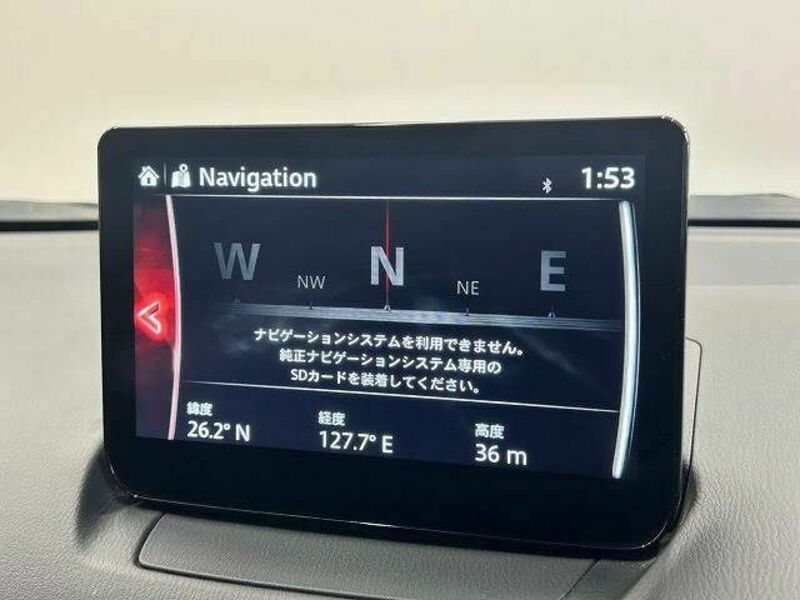 Navigation
1:53
W NW N NE E
ナビゲーションシステムを利用できません。
純正ナビゲーションシステム専用の
SDカードを装着してください。
緯度 経度 高度
26.2° N 127.7° E 36 m